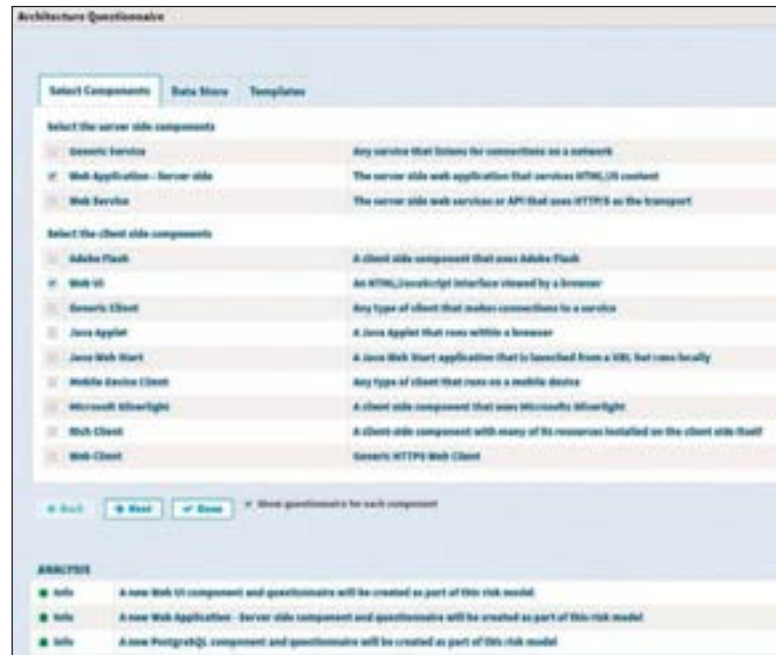 Architecture Questionnaire
Select Components Data Store Templates
Select the server side components
Generic Service Any service that listens for connections on a network
Web Application - Server side The server side web application that services HTML/JS content
Web Service The server side web services or API that uses HTTP/S as the transport
Select the client side components
Adobe Flash A client side component that uses Adobe Flash
Web UI An HTML/JavaScript interface viewed by a browser
Generic Client Any type of client that makes connections to a service
Java Applet A Java Applet that runs within a browser
Java Web Start A Java Web Start application that is launched from a URL but runs locally
Mobile Device Client Any type of client that runs on a mobile device
Microsoft Silverlight A client side component that uses Microsofts Silverlight
Rich Client A client side component with many of its resources installed on the client side itself
Web Client Generic HTTPS Web Client
Back Next Done Show questionnaire for each component
ANALYSIS
Info A new Web UI component and questionnaire will be created as part of this risk model
Info A new Web Application - Server side component and questionnaire will be created as part of this risk model
Info A new PostgreSQL component and questionnaire will be created as part of this risk model